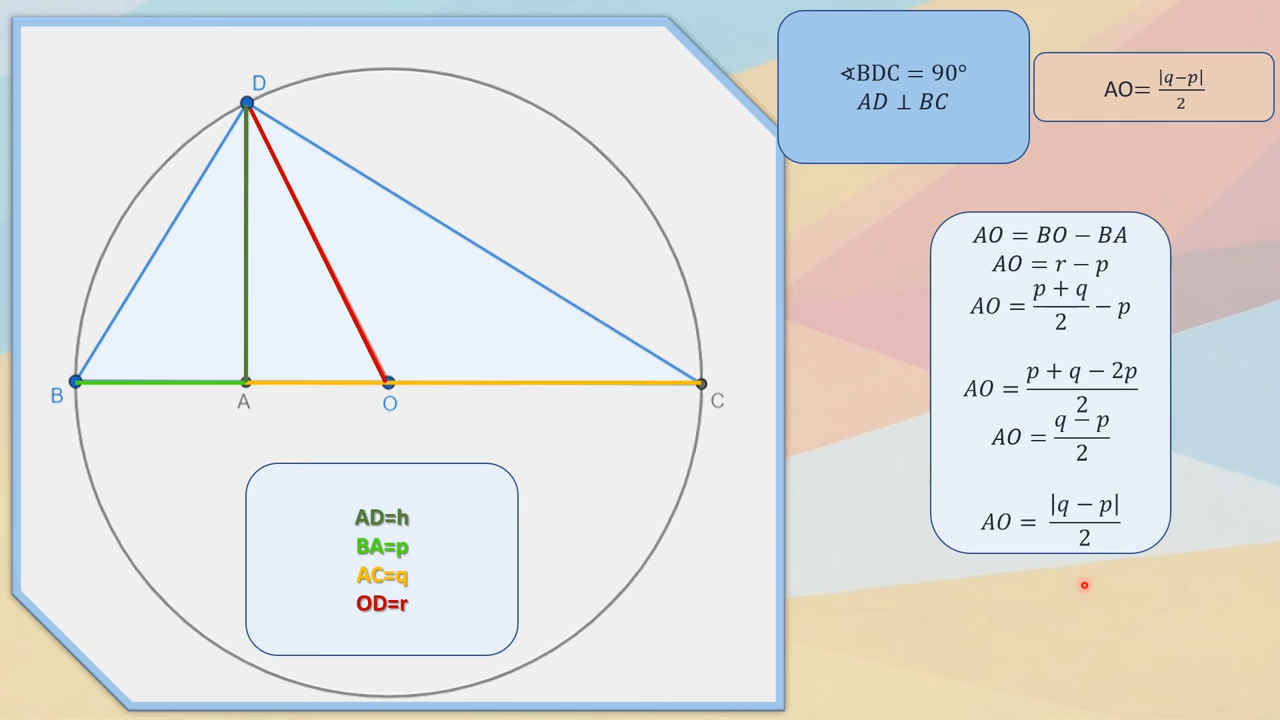 D
B
A
O
C
AD=h
BA=p
AC=q
OD=r
∢BDC = 90°
AD ⊥ BC
AO= |q−p|/2
AO = BO − BA
AO = r − p
AO = (p + q)/2 − p
AO = (p + q − 2p)/2
AO = (q − p)/2
AO = |q − p|/2